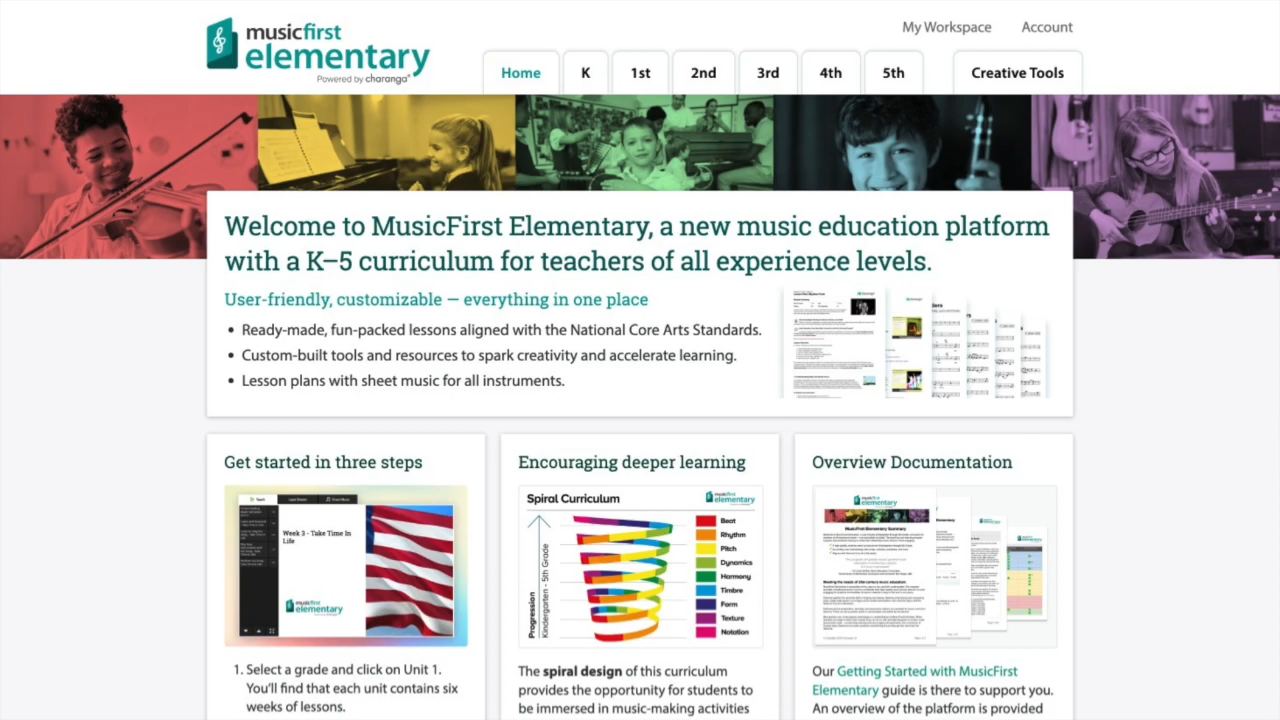 musicfirst
elementary
Powered by charanga
My Workspace Account
Home K 1st 2nd 3rd 4th 5th Creative Tools
Welcome to MusicFirst Elementary, a new music education platform
with a K–5 curriculum for teachers of all experience levels.
User-friendly, customizable — everything in one place
• Ready-made, fun-packed lessons aligned with the National Core Arts Standards.
• Custom-built tools and resources to spark creativity and accelerate learning.
• Lesson plans with sheet music for all instruments.
Get started in three steps
Week 3 - Take Time In
Life
musicfirst
elementary
1. Select a grade and click on Unit 1.
You'll find that each unit contains six
weeks of lessons.
Encouraging deeper learning
Spiral Curriculum
musicfirst
elementary
Progression
Kindergarten - 5th Grade
Beat
Rhythm
Pitch
Dynamics
Harmony
Timbre
Form
Texture
Notation
The spiral design of this curriculum
provides the opportunity for students to
be immersed in music-making activities
Overview Documentation
musicfirst
elementary
MusicFirst Elementary Summary
Our Getting Started with MusicFirst
Elementary guide is there to support you.
An overview of the platform is provided